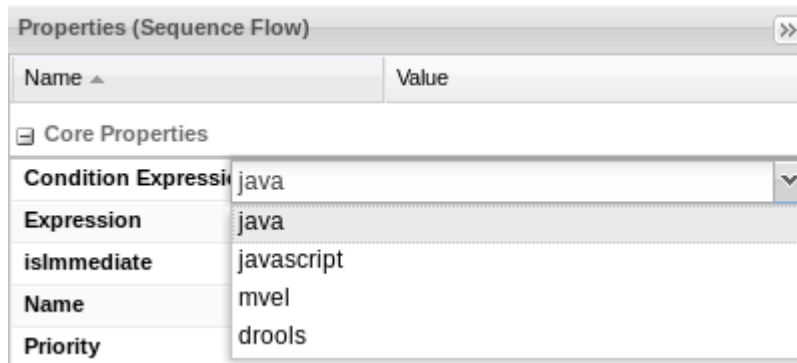 Properties (Sequence Flow)
Name Value
Core Properties
Condition Expressi java
Expression java
isImmediate javascript
Name mvel
Priority drools